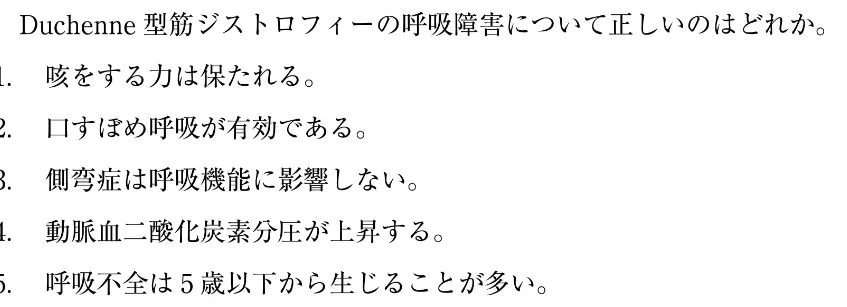 Duchenne 型筋ジストロフィーの呼吸障害について正しいのはどれか。
1. 咳をする力は保たれる。
2. 口すぼめ呼吸が有効である。
3. 側弯症は呼吸機能に影響しない。
4. 動脈血二酸化炭素分圧が上昇する。
5. 呼吸不全は5歳以下から生じることが多い。